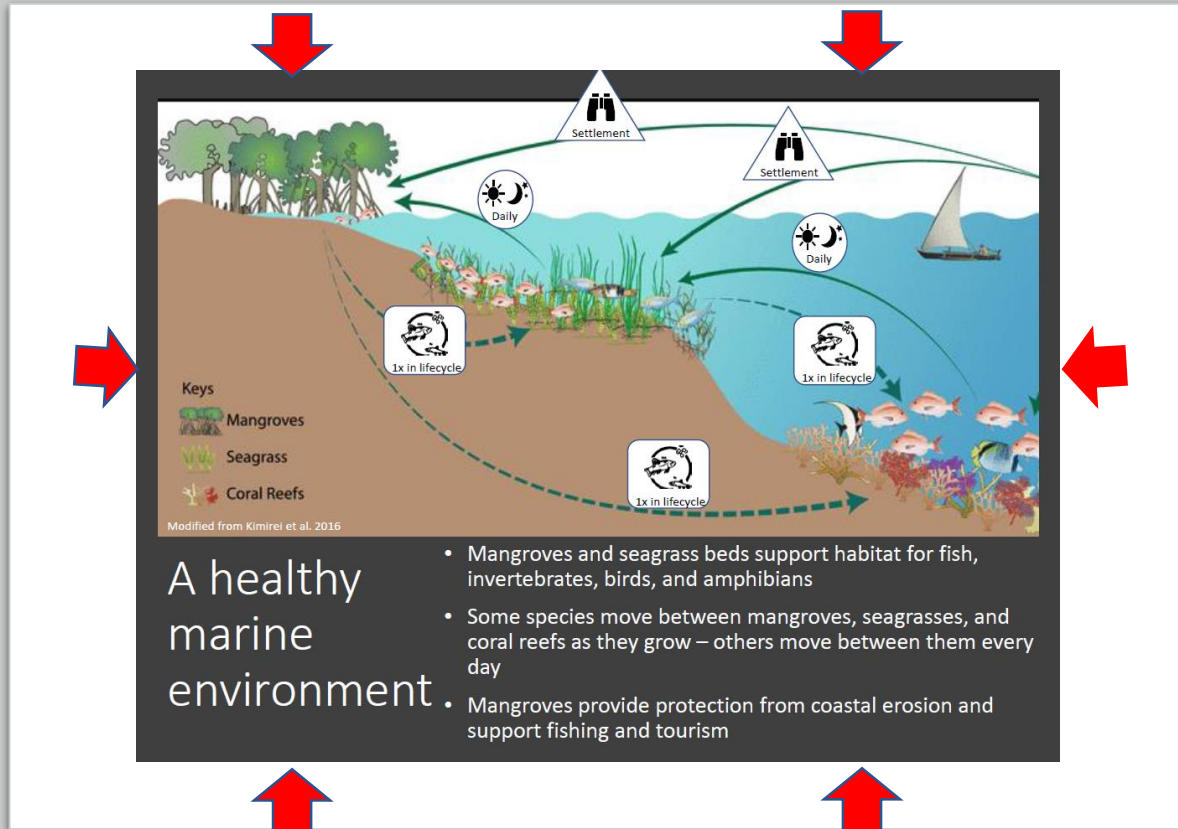 Settlement
Settlement
Daily
Daily
1x in lifecycle
1x in lifecycle
1x in lifecycle
Keys
Mangroves
Seagrass
Coral Reefs
Modified from Kimirei et al. 2016
A healthy
marine
environment
• Mangroves and seagrass beds support habitat for fish,
invertebrates, birds, and amphibians
• Some species move between mangroves, seagrasses, and
coral reefs as they grow – others move between them every
day
• Mangroves provide protection from coastal erosion and
support fishing and tourism